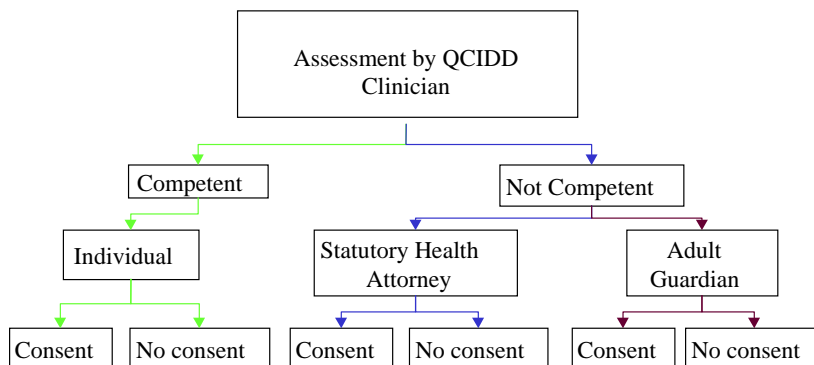 Assessment by QCIDD
Clinician
Competent
Not Competent
Individual
Statutory Health
Attorney
Adult
Guardian
Consent
No consent
Consent
No consent
Consent
No consent